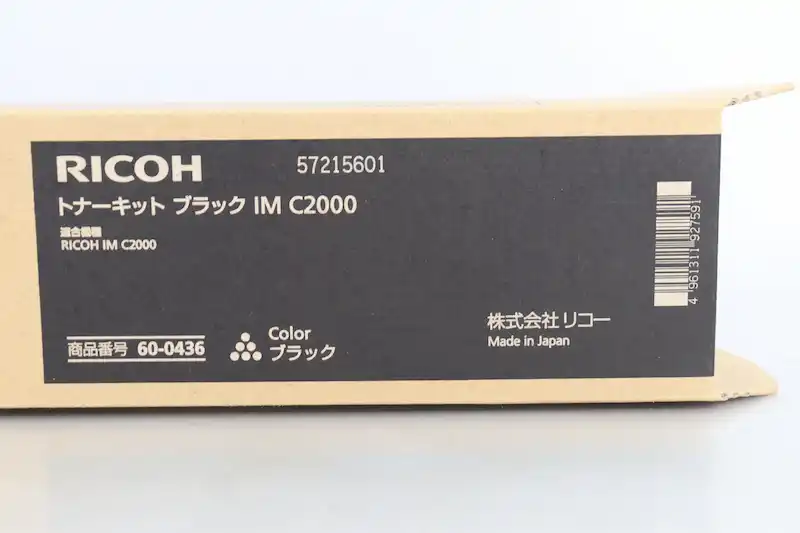 RICOH 57215601
トナーキット ブラック IM C2000
適合機種
RICOH IM C2000
商品番号 60-0436
Color
ブラック
株式会社リコー
Made in Japan
4 961311 927591